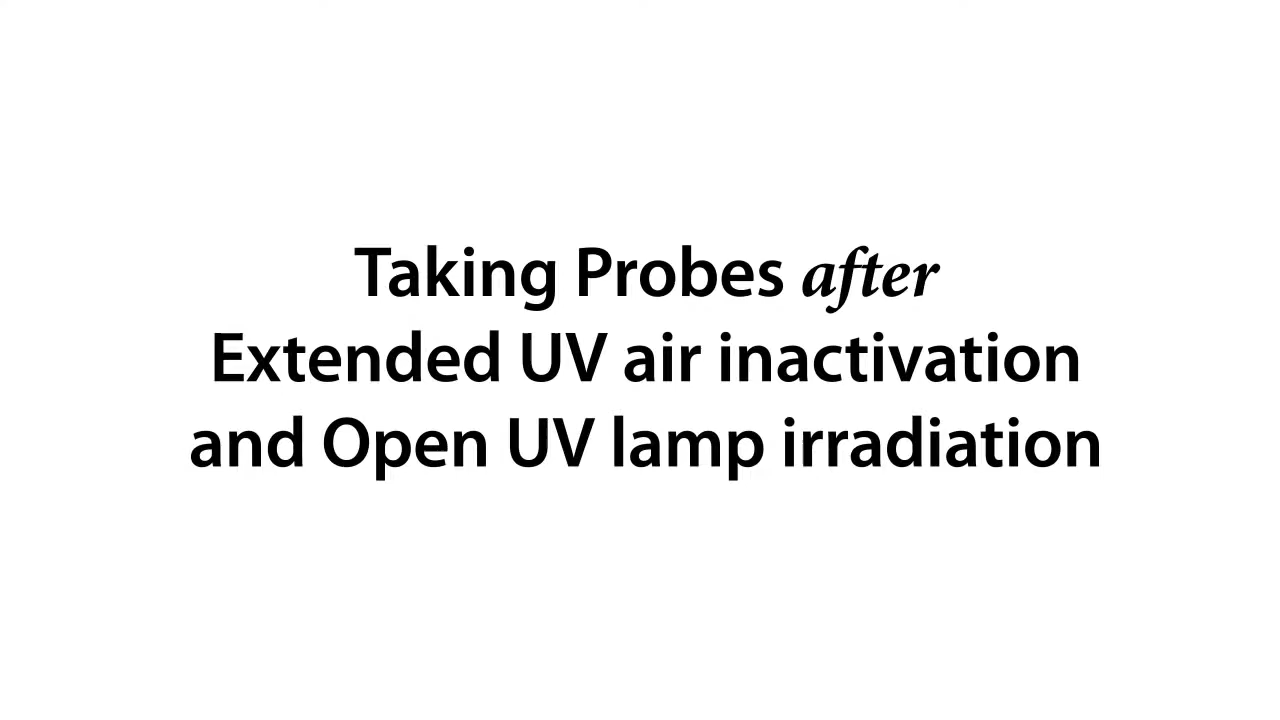 Taking Probes after
Extended UV air inactivation
and Open UV lamp irradiation